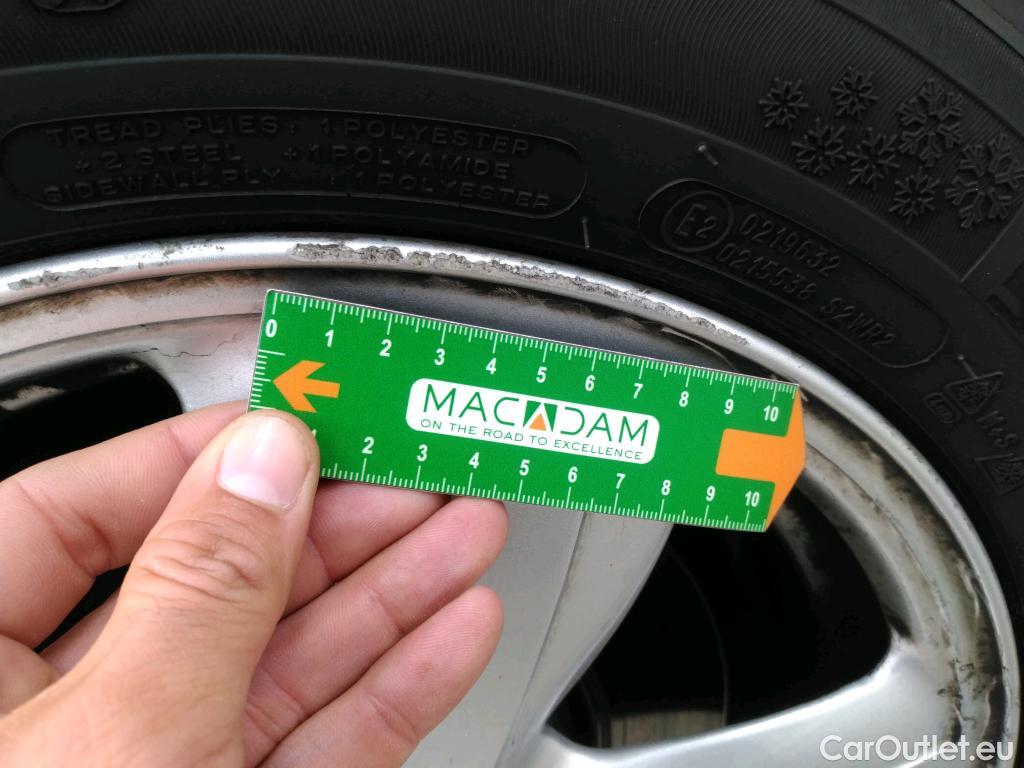 TREAD PLIES: 1 POLYESTER
+ 2 STEEL + 1 POLYAMIDE
SIDEWALL PLY : 1 POLYESTER
E2
0219632
0215538 S2WR2
0 1 2 3 4 5 6 7 8 9 10
MACADAM
ON THE ROAD TO EXCELLENCE
1 2 3 4 5 6 7 8 9 10
CarOutlet.eu